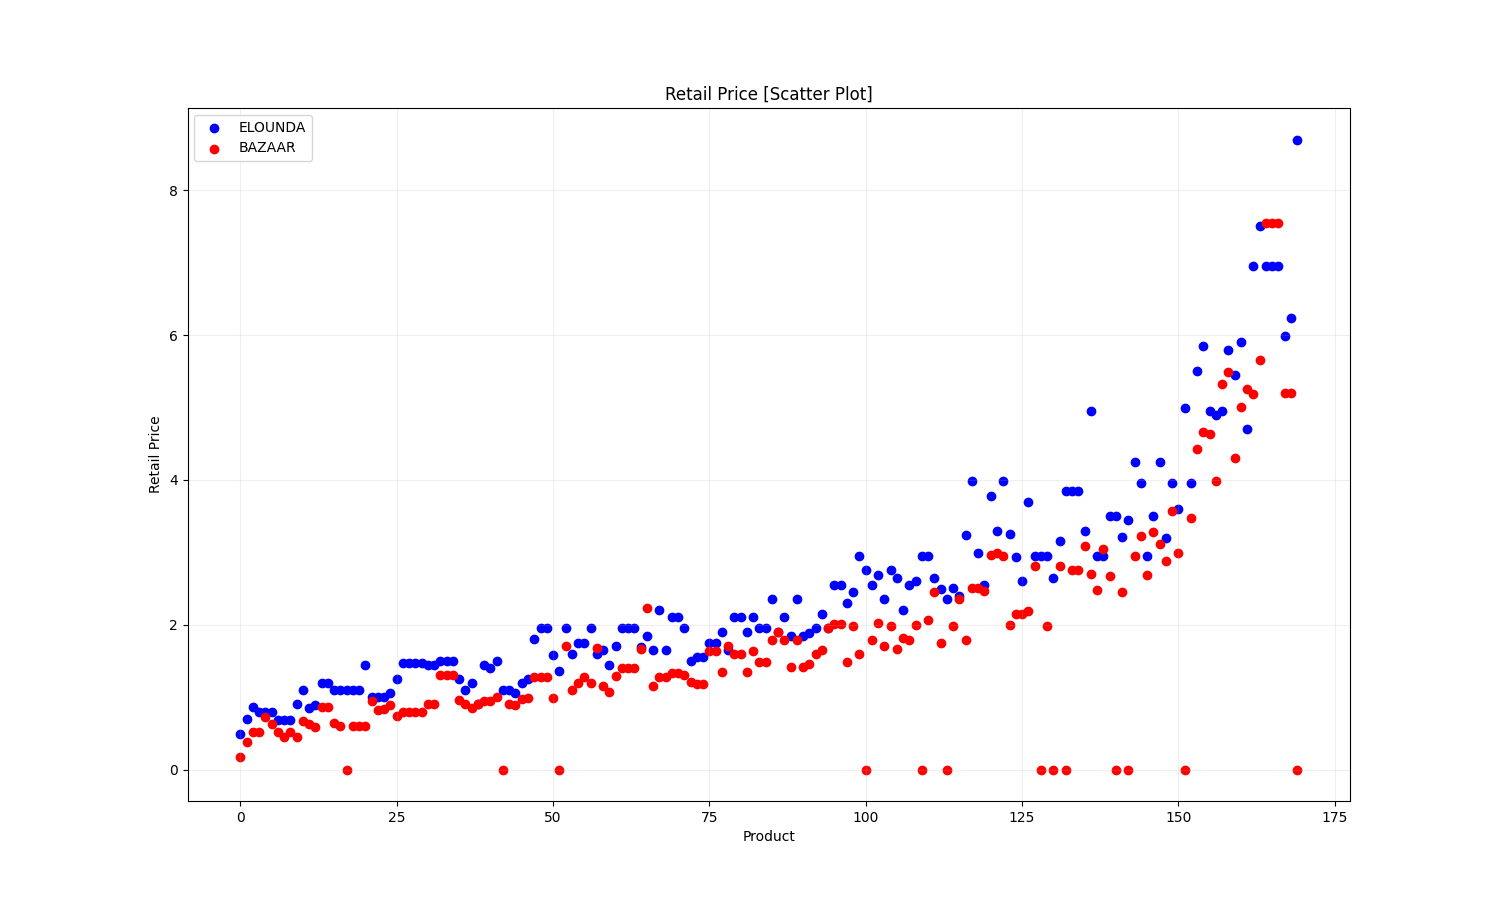 Retail Price [Scatter Plot]
ELOUNDA
BAZAAR
Retail Price
8
6
4
2
0
0 25 50 75 100 125 150 175
Product